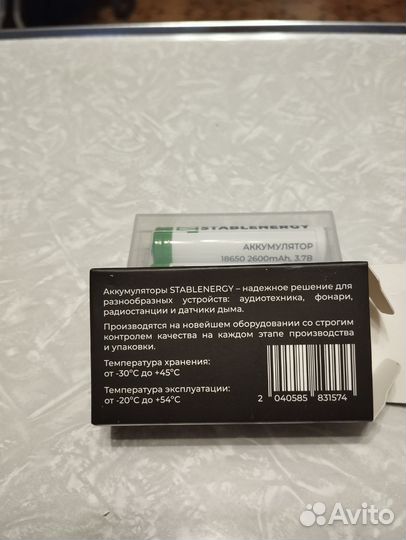 STABLENERGY
АККУМУЛЯТОР
18650 2600mAh, 3.7В
Аккумуляторы STABLENERGY – надежное решение для
разнообразных устройств: аудиотехника, фонари,
радиостанции и датчики дыма.
Производятся на новейшем оборудовании со строгим
контролем качества на каждом этапе производства
и упаковки.
Температура хранения:
от -30°C до +45°C
Температура эксплуатации:
от -20°C до +54°C
2 040585 831574
Avito